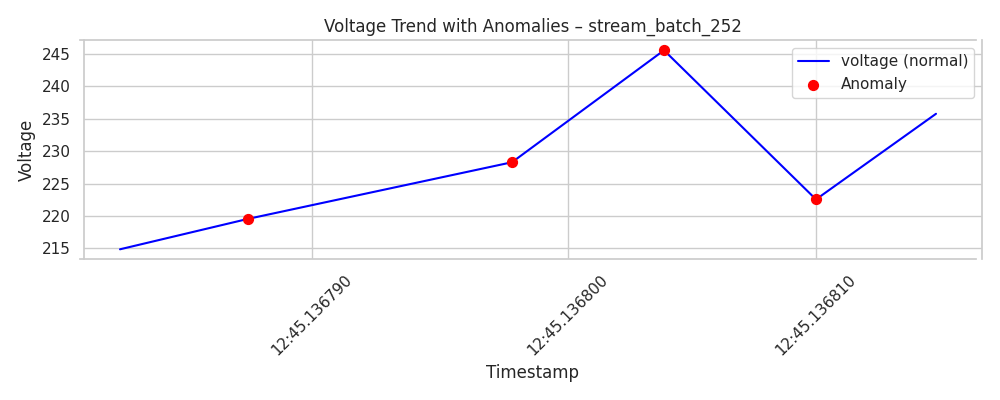 Voltage Trend with Anomalies – stream_batch_252
voltage (normal)
Anomaly
Voltage
245
240
235
230
225
220
215
12:45.136790
12:45.136800
12:45.136810
Timestamp